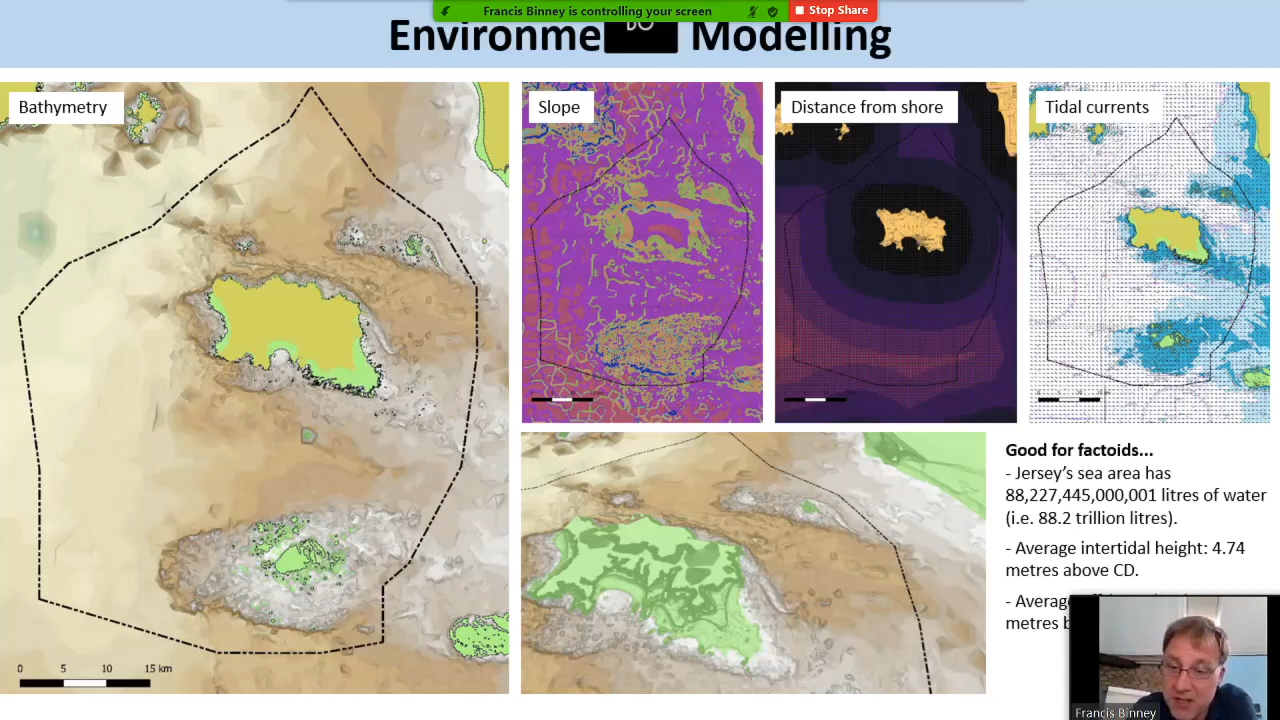 Francis Binney is controlling your screen
Stop Share
Modelling
Bathymetry
Slope
Distance from shore
Tidal currents
Good for factoids...
- Jersey's sea area has
88,227,445,000,001 litres of water
(i.e. 88.2 trillion litres).
- Average intertidal height: 4.74
metres above CD.
metres
0 5 10 15 km
Francis Binney